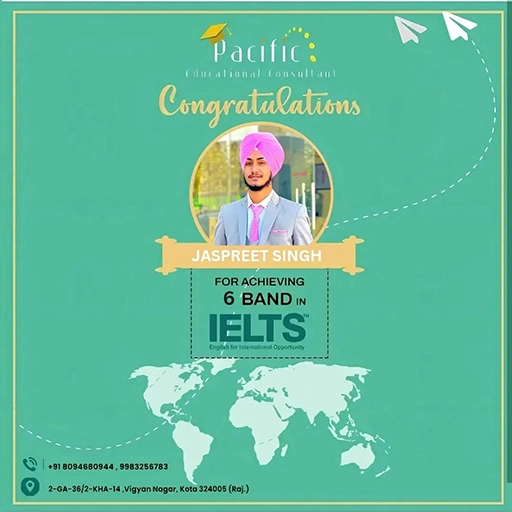 Pacific
Educational Consultant
Congratulations
JASPREET SINGH
FOR ACHIEVING
6 BAND IN
IELTS™
English for International Opportunity
+91 8094680944 , 9983256783
2-GA-36/2-KHA-14 ,Vigyan Nagar, Kota 324005 (Raj.)